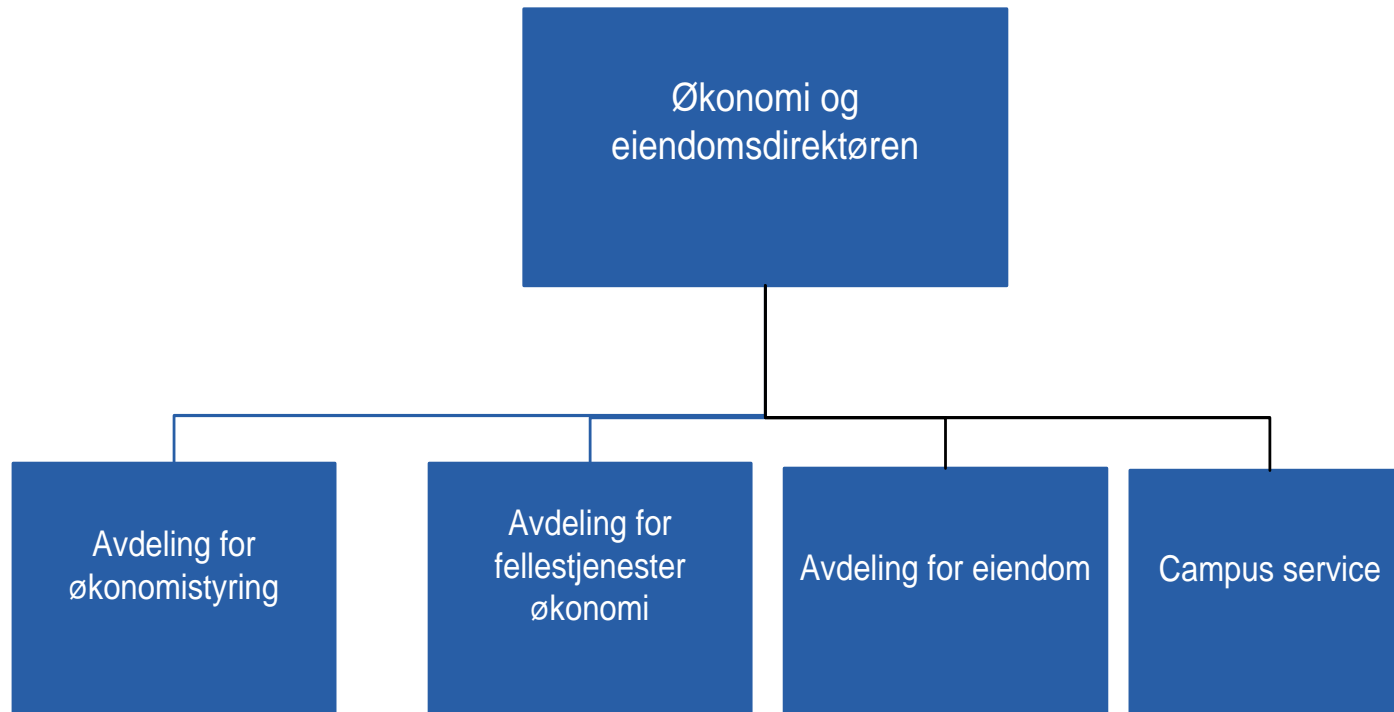 Økonomi og
eiendomsdirektøren
Avdeling for
økonomistyring
Avdeling for
fellestjenester
økonomi
Avdeling for eiendom
Campus service